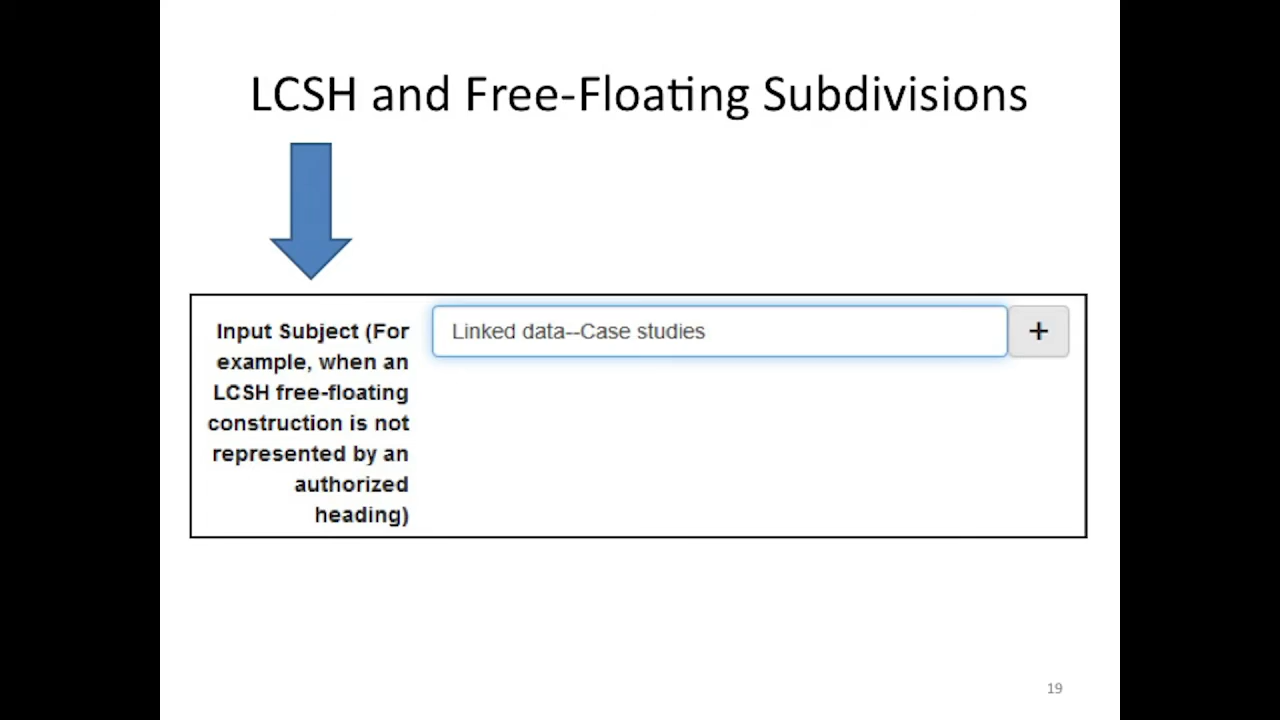 LCSH and Free-Floating Subdivisions
Input Subject (For
example, when an
LCSH free-floating
construction is not
represented by an
authorized
heading)
Linked data--Case studies
+
19